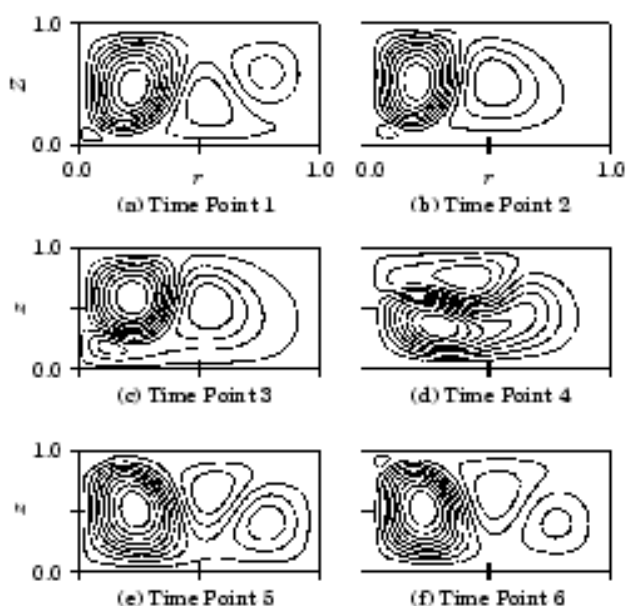 1.0
z
0.0
0.0 r 1.0 0.0 r 1.0
(a) Time Point 1 (b) Time Point 2
1.0
z
0.0
(c) Time Point 3 (d) Time Point 4
1.0
z
0.0
(e) Time Point 5 (f) Time Point 6